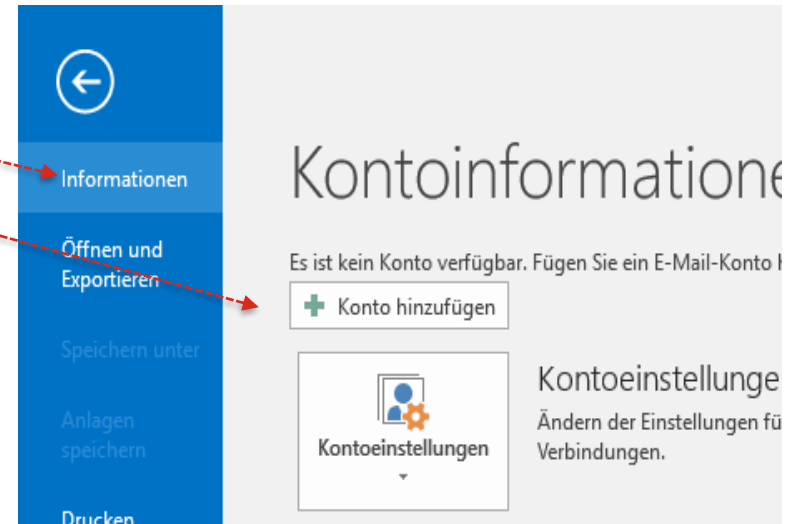 Informationen
Öffnen und
Exportieren
Speichern unter
Anlagen
speichern
Drucken
Kontoinformatione
Es ist kein Konto verfügbar. Fügen Sie ein E-Mail-Konto
Konto hinzufügen
Kontoeinstellungen
Kontoeinstellunge
Ändern der Einstellungen fü
Verbindungen.